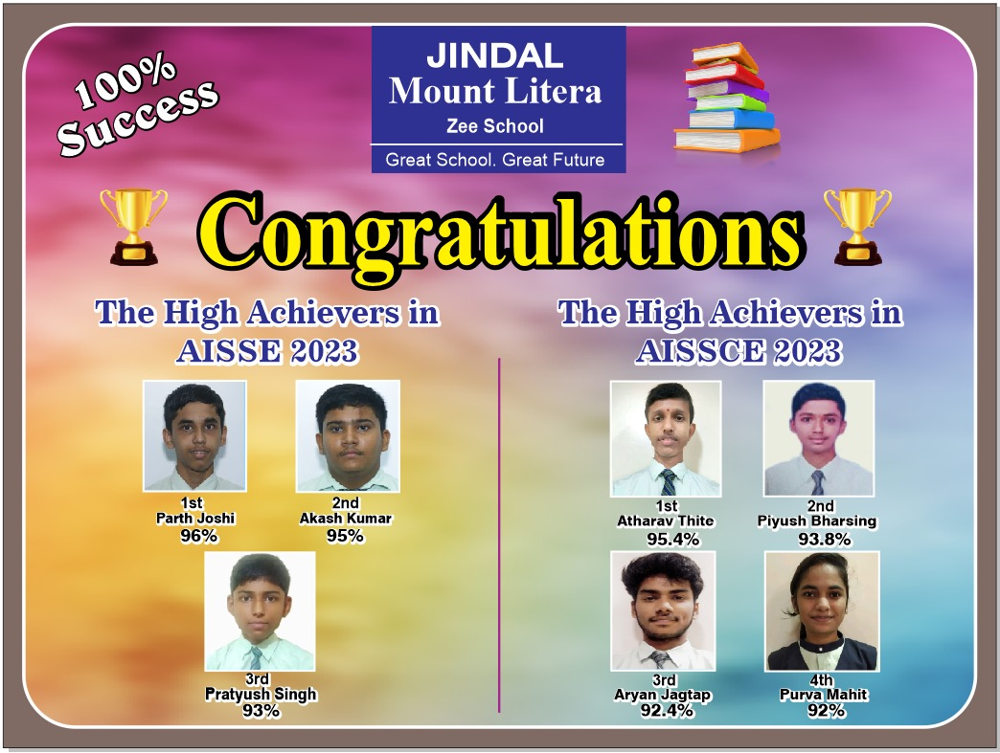 100%
Success
JINDAL
Mount Litera
Zee School
Great School. Great Future
Congratulations
The High Achievers in
AISSE 2023
1st
Parth Joshi
96%
2nd
Akash Kumar
95%
3rd
Pratyush Singh
93%
The High Achievers in
AISSCE 2023
1st
Atharav Thite
95.4%
2nd
Piyush Bharsing
93.8%
3rd
Aryan Jagtap
92.4%
4th
Purva Mahit
92%